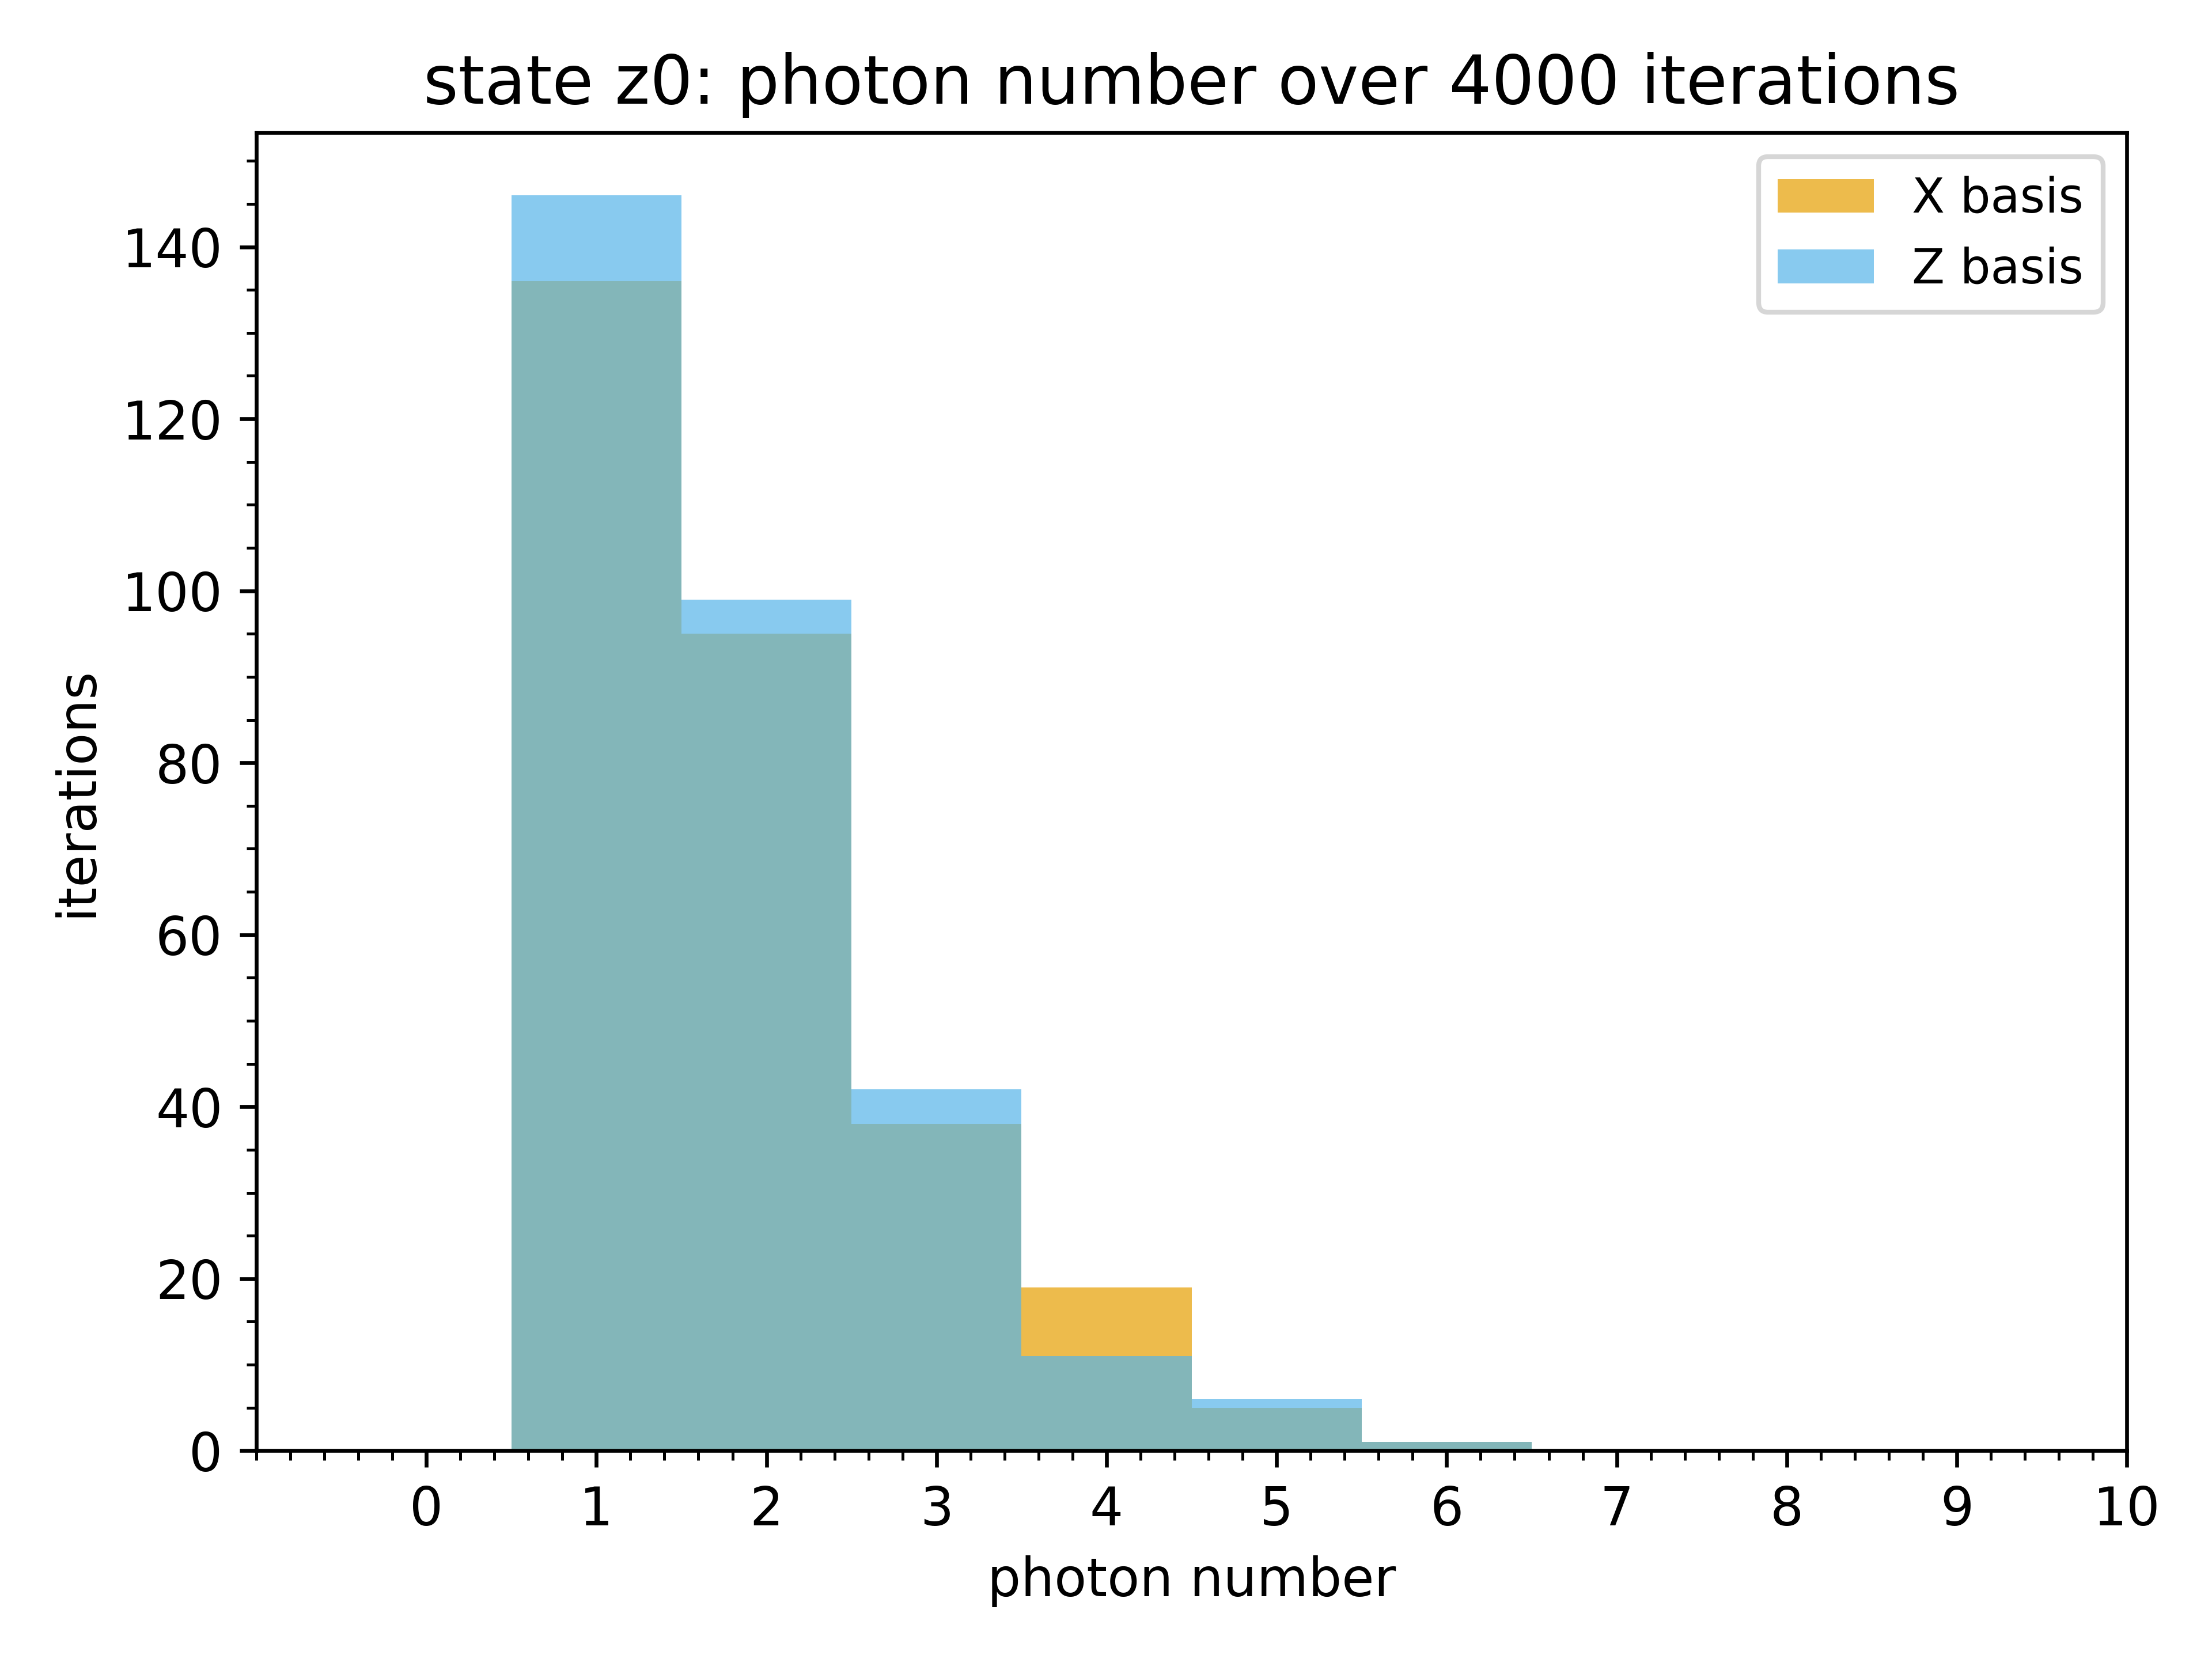 state z0: photon number over 4000 iterations
X basis
Z basis
140
120
100
80
60
40
20
0
iterations
0 1 2 3 4 5 6 7 8 9 10
photon number